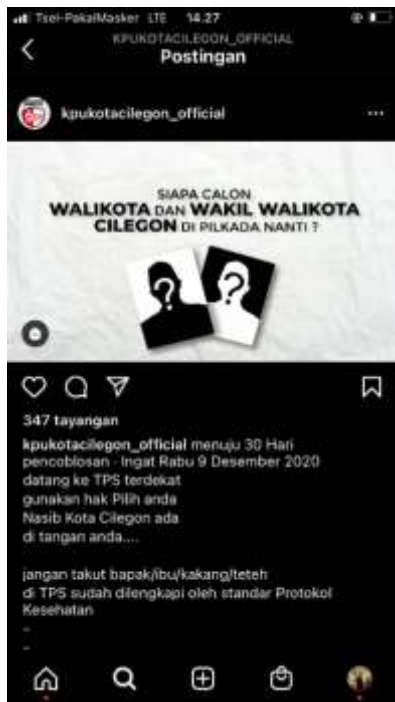 Tsel-PakaiMasker LTE 14.27
KPUKOTACILEGON_OFFICIAL
Postingan
kpukotacilegon_official
SIAPA CALON
WALIKOTA DAN WAKIL WALIKOTA
CILEGON DI PILKADA NANTI ?
? ?
347 tayangan
kpukotacilegon_official menuju 30 Hari
pencoblosan - Ingat Rabu 9 Desember 2020
datang ke TPS terdekat
gunakan hak Pilih anda
Nasib Kota Cilegon ada
di tangan anda....
jangan takut bapak/ibu/kakang/teteh
di TPS sudah dilengkapi oleh standar Protokol
Kesehatan
-
-